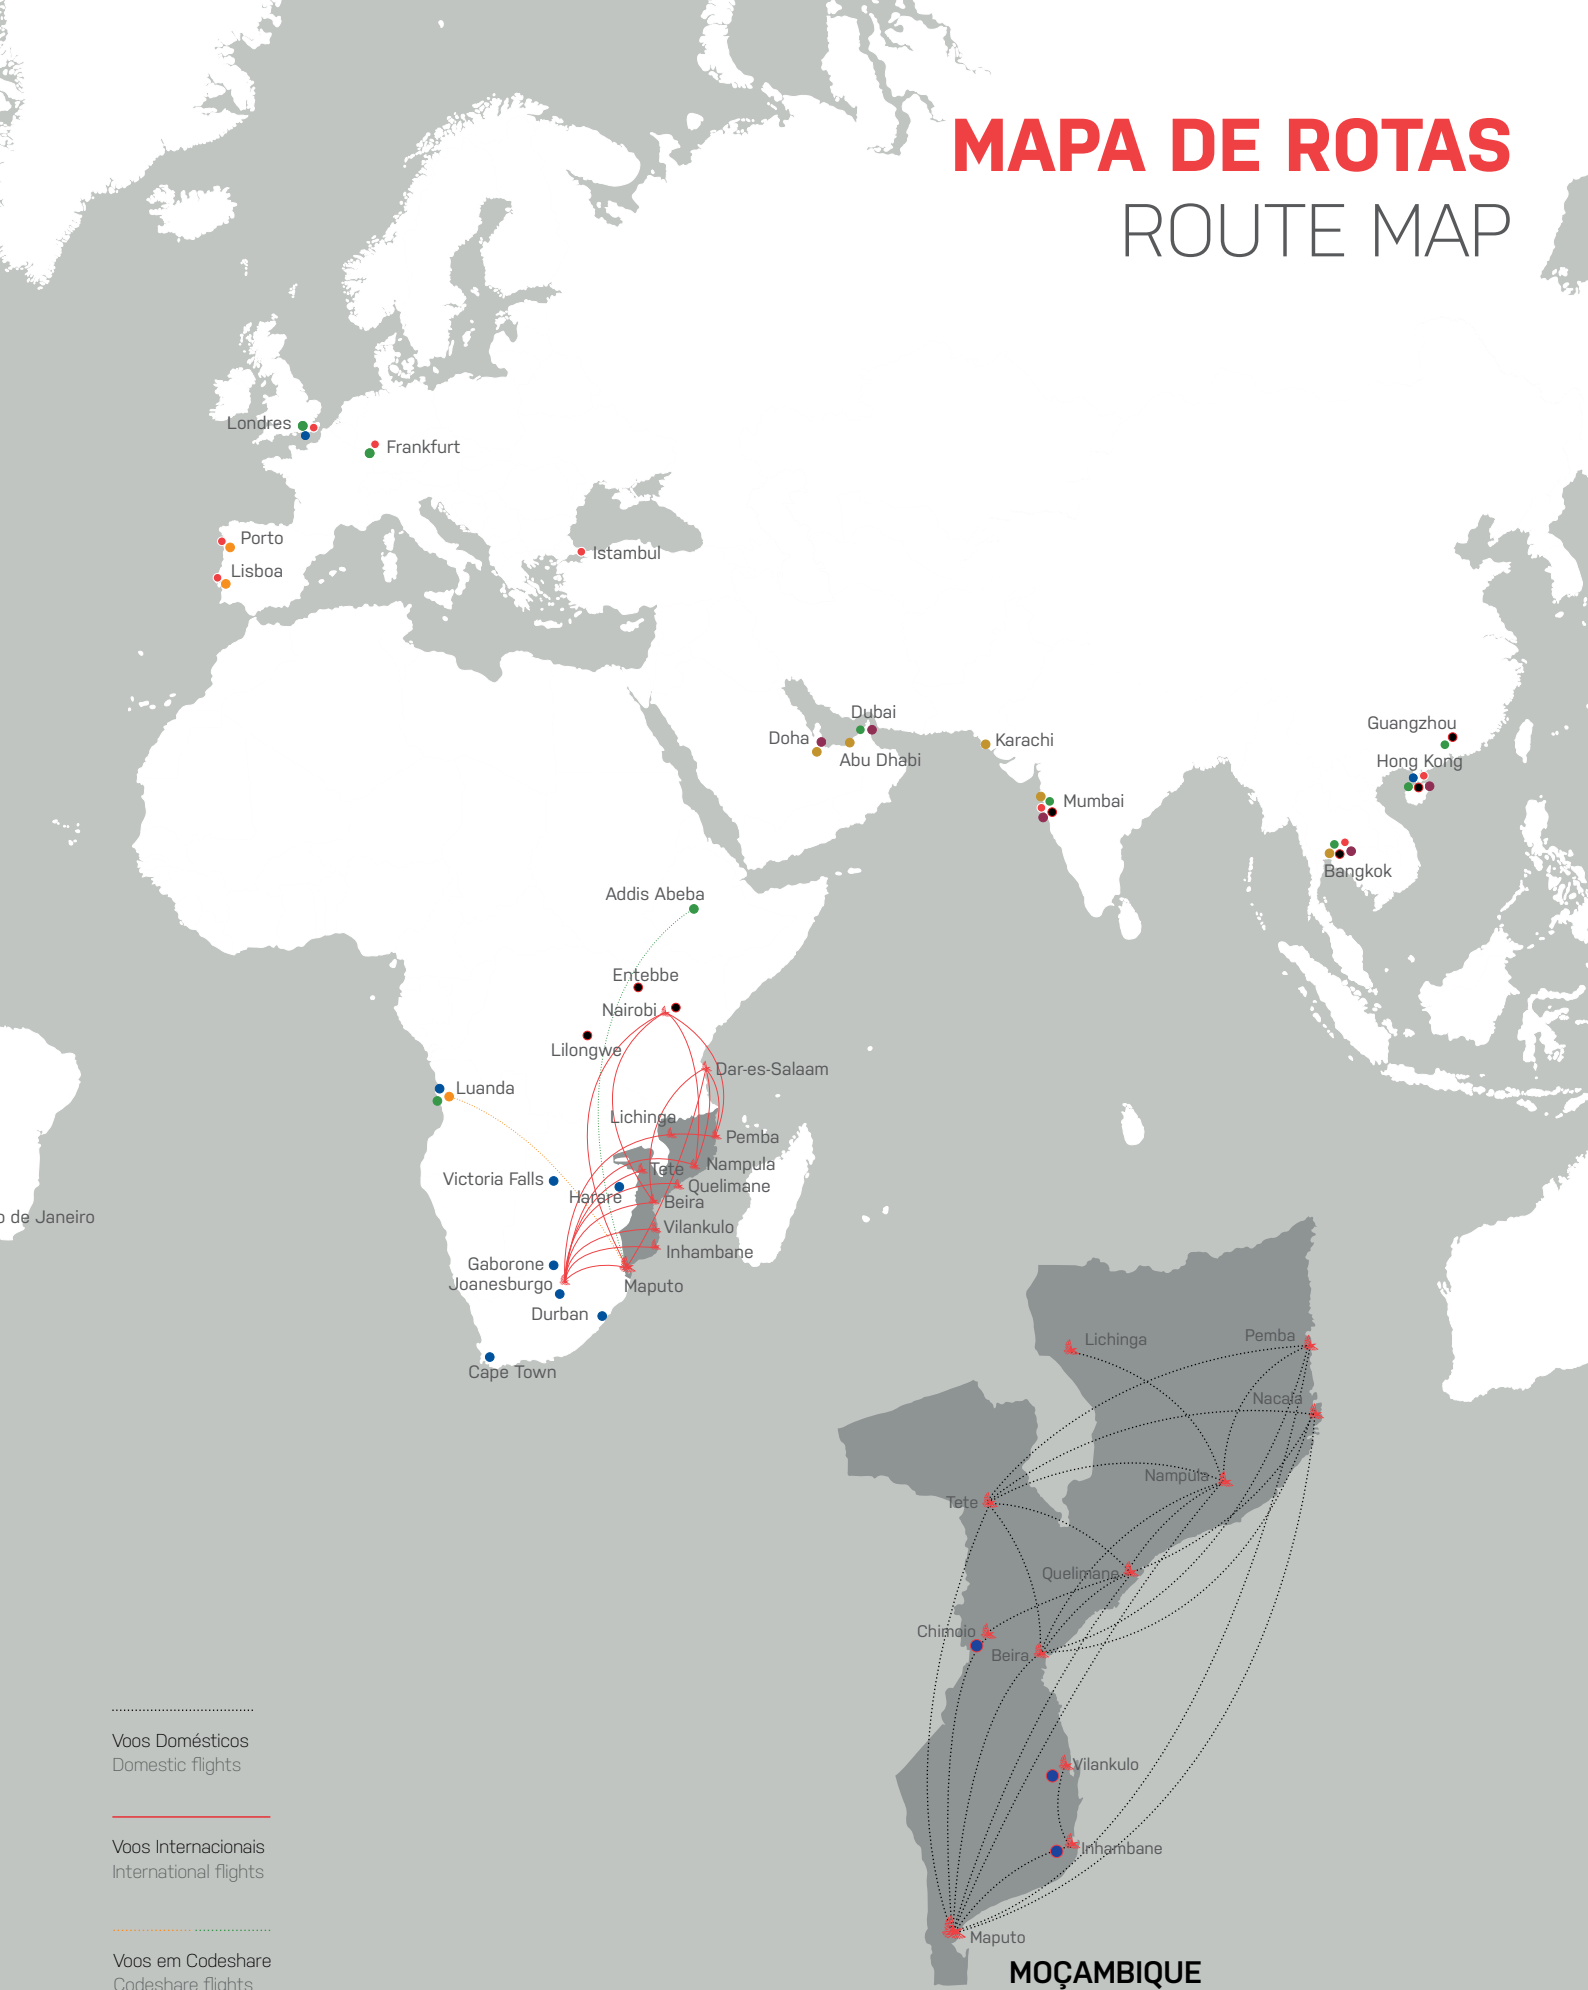 MAPA DE ROTAS
ROUTE MAP
Londres
Frankfurt
Porto
Lisboa
Istambul
Dubai
Doha
Abu Dhabi
Karachi
Guangzhou
Hong Kong
Mumbai
Bangkok
Addis Abeba
Entebbe
Nairobi
Lilongwe
Dar-es-Salaam
Luanda
Lichinga
Pemba
Nampula
Tete
Victoria Falls
Quelimane
Harare
Beira
o de Janeiro
Vilankulo
Inhambane
Gaborone
Joanesburgo
Maputo
Durban
Cape Town
Lichinga
Pemba
Nacala
Nampula
Tete
Quelimane
Chimoio
Beira
Vilankulo
Inhambane
Maputo
MOÇAMBIQUE
Voos Domésticos
Domestic flights
Voos Internacionais
International flights
Voos em Codeshare
Codeshare flights